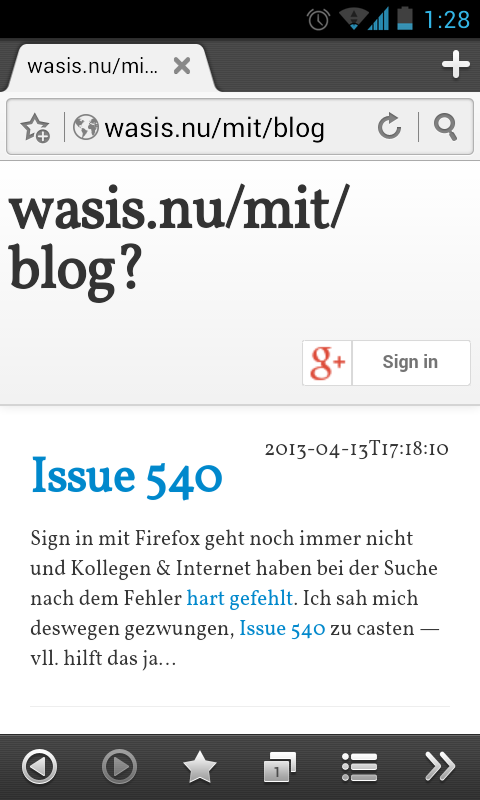 1:28
wasis.nu/mi...
wasis.nu/mit/blog
wasis.nu/mit/
blog?
g+ Sign in
2013-04-13T17:18:10
Issue 540
Sign in mit Firefox geht noch immer nicht
und Kollegen & Internet haben bei der Suche
nach dem Fehler hart gefehlt. Ich sah mich
deswegen gezwungen, Issue 540 zu casten —
vll. hilft das ja…
1